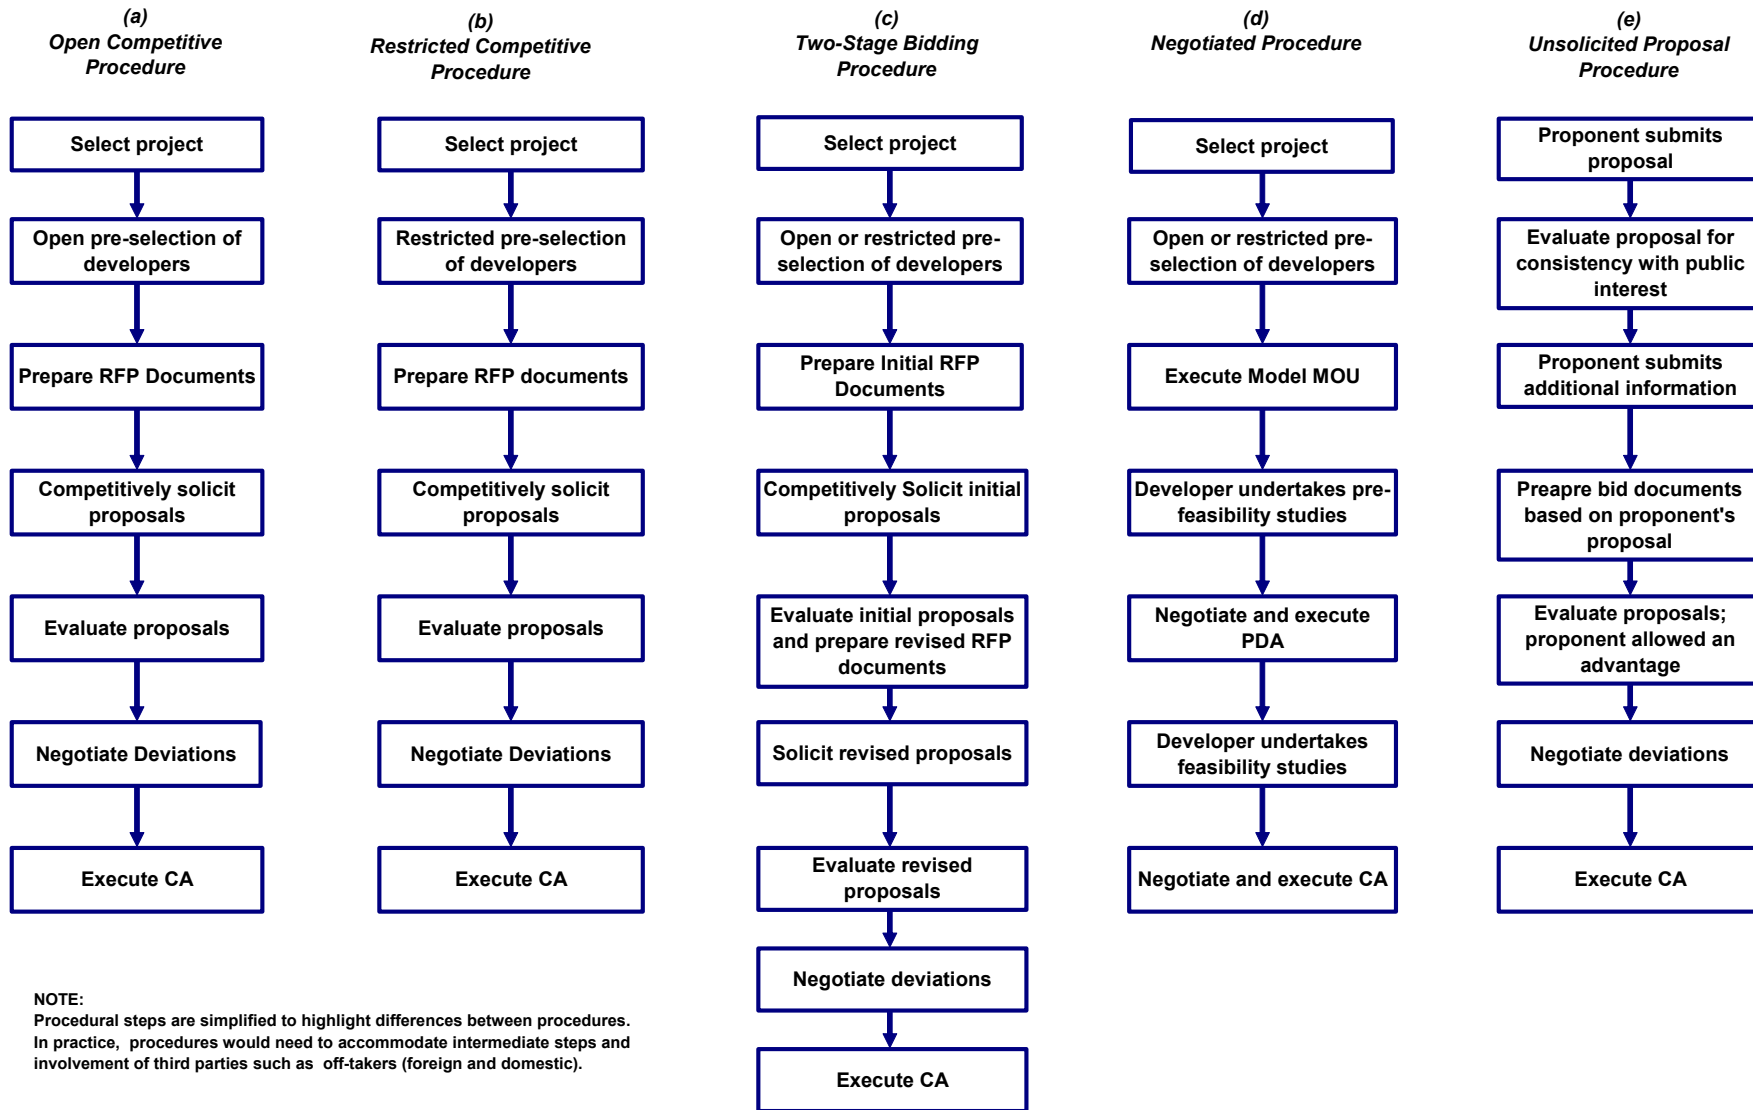 (a)
Open Competitive
Procedure
Select project
Open pre-selection of
developers
Prepare RFP Documents
Competitively solicit
proposals
Evaluate proposals
Negotiate Deviations
Execute CA
(b)
Restricted Competitive
Procedure
Select project
Restricted pre-selection
of developers
Prepare RFP documents
Competitively solicit
proposals
Evaluate proposals
Negotiate Deviations
Execute CA
(c)
Two-Stage Bidding
Procedure
Select project
Open or restricted pre-
selection of developers
Prepare Initial RFP
Documents
Competitively Solicit initial
proposals
Evaluate initial proposals
and prepare revised RFP
documents
Solicit revised proposals
Evaluate revised
proposals
Negotiate deviations
Execute CA
(d)
Negotiated Procedure
Select project
Open or restricted pre-
selection of developers
Execute Model MOU
Developer undertakes pre-
feasibility studies
Negotiate and execute
PDA
Developer undertakes
feasibility studies
Negotiate and execute CA
(e)
Unsolicited Proposal
Procedure
Proponent submits
proposal
Evaluate proposal for
consistency with public
interest
Proponent submits
additional information
Preapre bid documents
based on proponent's
proposal
Evaluate proposals;
proponent allowed an
advantage
Negotiate deviations
Execute CA
NOTE:
Procedural steps are simplified to highlight differences between procedures.
In practice, procedures would need to accommodate intermediate steps and
involvement of third parties such as off-takers (foreign and domestic).